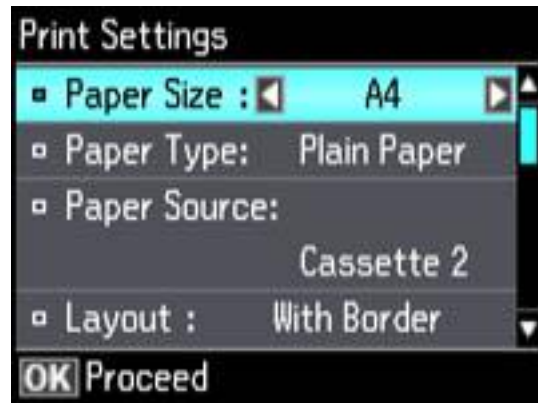 Print Settings
Paper Size : A4
Paper Type: Plain Paper
Paper Source:
Cassette 2
Layout : With Border
OK Proceed